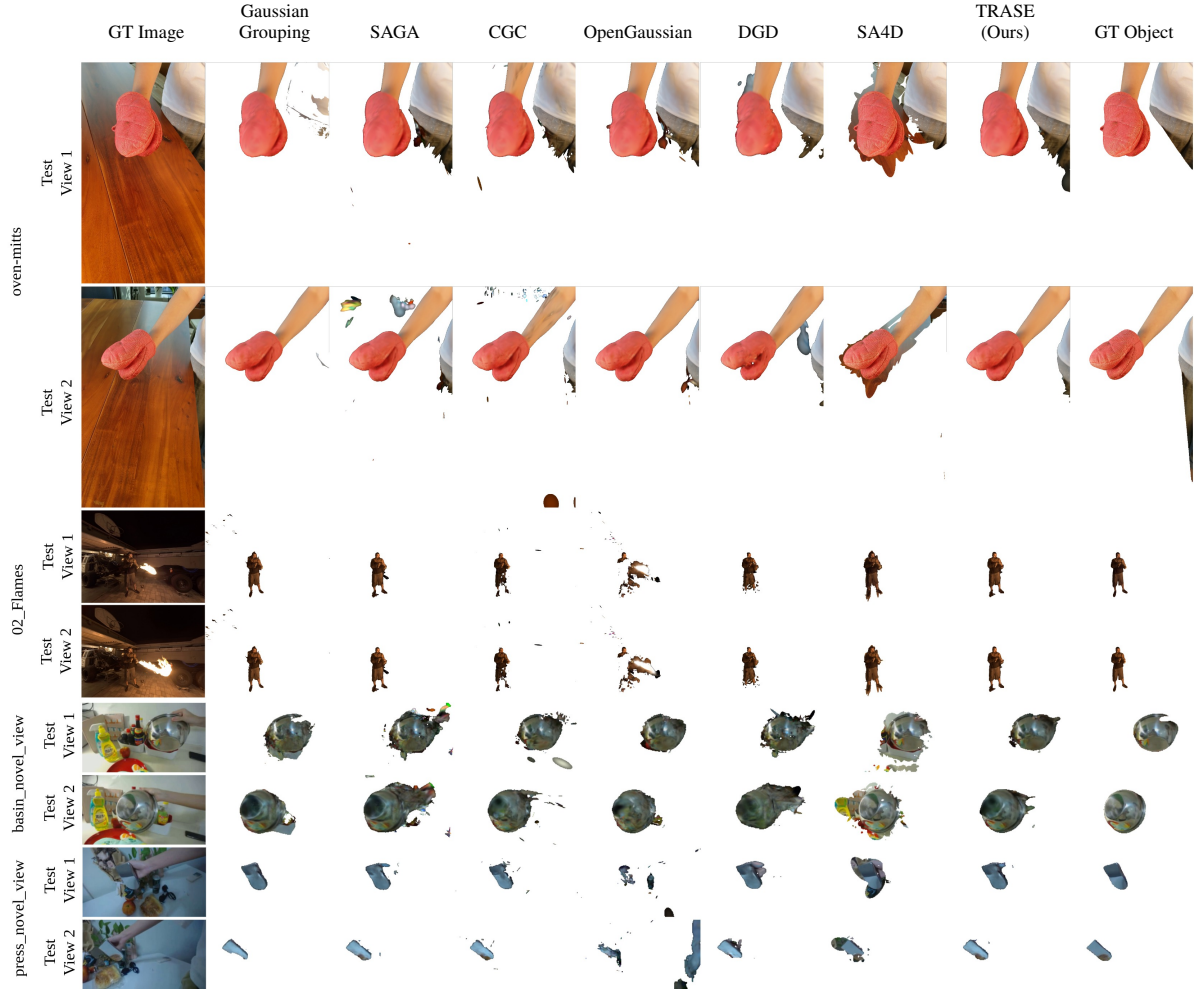 GT Image
Gaussian
Grouping
SAGA
CGC
OpenGaussian
DGD
SA4D
TRASE
(Ours)
GT Object
oven-mitts
Test
View 1
Test
View 2
02_Flames
Test
View 1
Test
View 2
basin_novel_view
Test
View 1
Test
View 2
press_novel_view
Test
View 1
Test
View 2